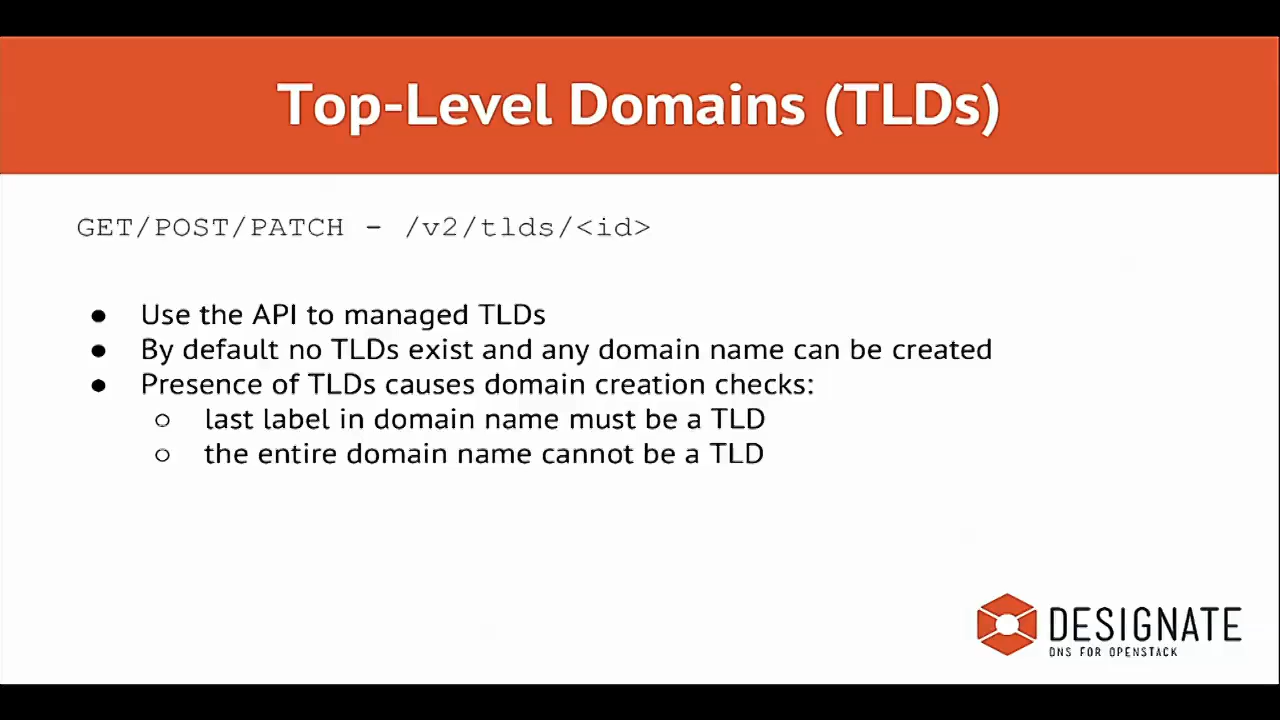 Top-Level Domains (TLDs)
GET/POST/PATCH - /v2/tlds/<id>
● Use the API to managed TLDs
● By default no TLDs exist and any domain name can be created
● Presence of TLDs causes domain creation checks:
○ last label in domain name must be a TLD
○ the entire domain name cannot be a TLD
DESIGNATE
DNS FOR OPENSTACK